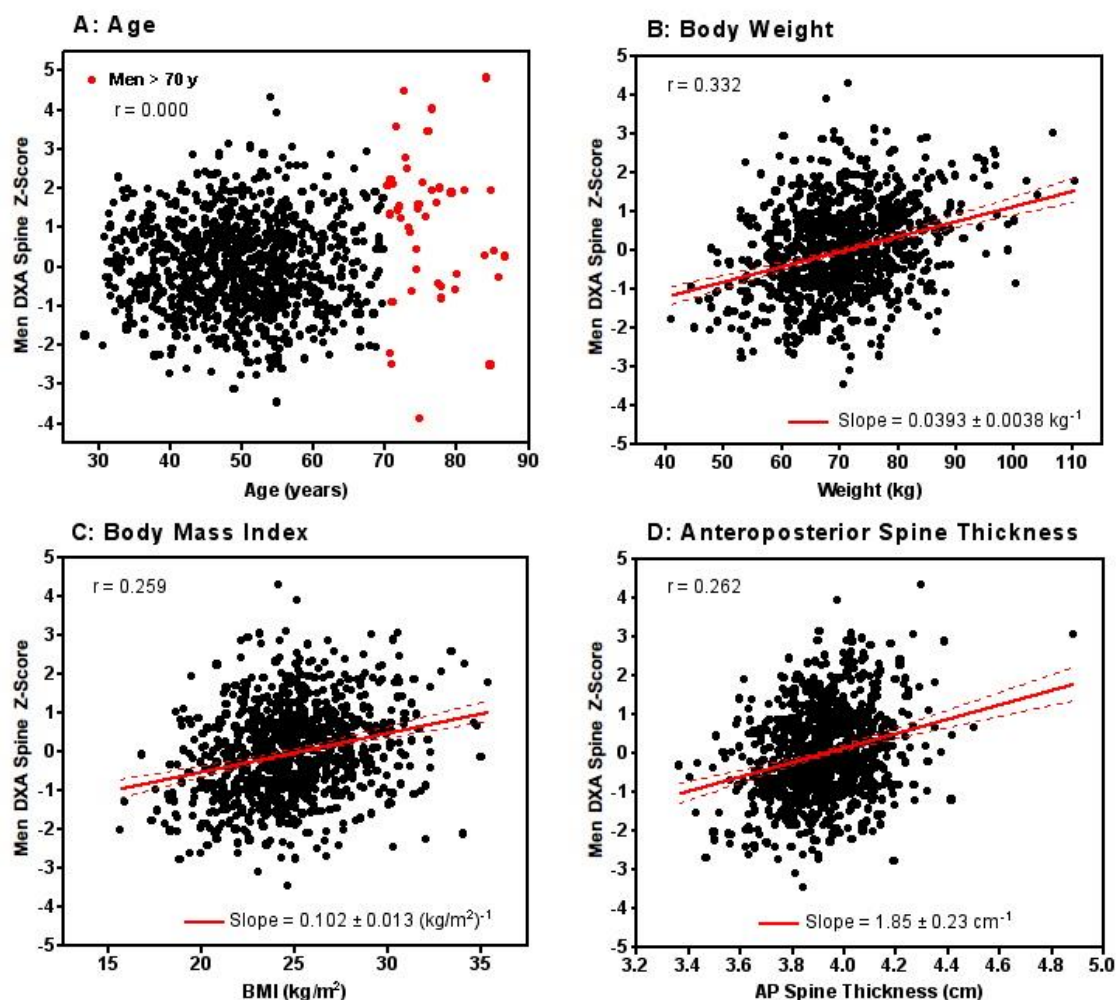 A: Age
Men DXA Spine Z-Score
5
4
3
2
1
0
-1
-2
-3
-4
Men > 70 y
r = 0.000
30 40 50 60 70 80 90
Age (years)
B: Body Weight
Men DXA Spine Z-Score
5
4
3
2
1
0
-1
-2
-3
-4
-5
r = 0.332
Slope = 0.0393 ± 0.0038 kg⁻¹
40 50 60 70 80 90 100 110
Weight (kg)
C: Body Mass Index
Men DXA Spine Z-Score
5
4
3
2
1
0
-1
-2
-3
-4
-5
r = 0.259
Slope = 0.102 ± 0.013 (kg/m²)⁻¹
15 20 25 30 35
BMI (kg/m²)
D: Anteroposterior Spine Thickness
Men DXA Spine Z-Score
5
4
3
2
1
0
-1
-2
-3
-4
-5
r = 0.262
Slope = 1.85 ± 0.23 cm⁻¹
3.2 3.4 3.6 3.8 4.0 4.2 4.4 4.6 4.8 5.0
AP Spine Thickness (cm)